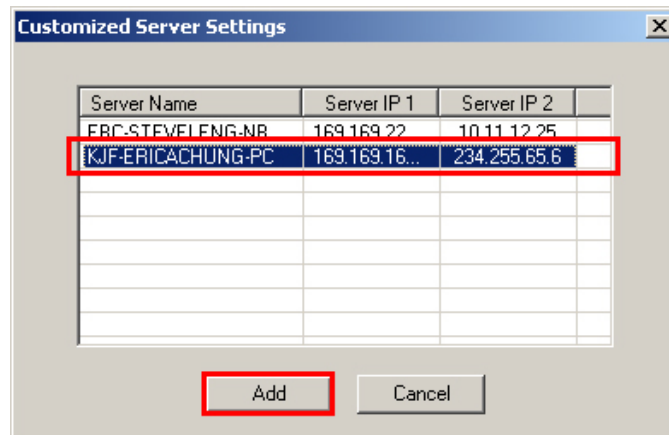 Customized Server Settings
Server Name Server IP 1 Server IP 2
EBC-STEVELENG-NB 169.169.22... 10.11.12.25
KJF-ERICACHUNG-PC 169.169.16... 234.255.65.6
Add Cancel